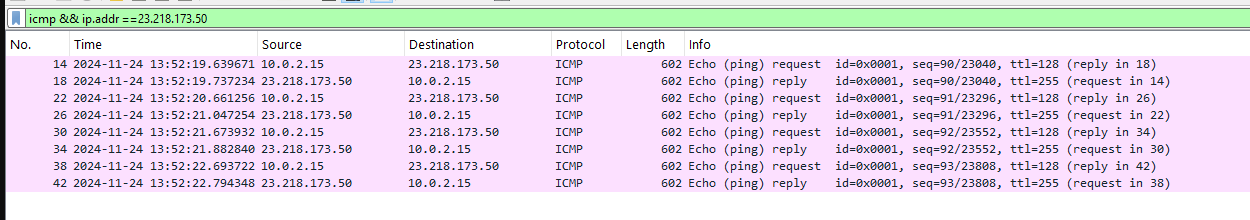 icmp && ip.addr ==23.218.173.50
No. Time Source Destination Protocol Length Info
14 2024-11-24 13:52:19.639671 10.0.2.15 23.218.173.50 ICMP 602 Echo (ping) request id=0x0001, seq=90/23040, ttl=128 (reply in 18)
18 2024-11-24 13:52:19.737234 23.218.173.50 10.0.2.15 ICMP 602 Echo (ping) reply id=0x0001, seq=90/23040, ttl=255 (request in 14)
22 2024-11-24 13:52:20.661256 10.0.2.15 23.218.173.50 ICMP 602 Echo (ping) request id=0x0001, seq=91/23296, ttl=128 (reply in 26)
26 2024-11-24 13:52:21.047254 23.218.173.50 10.0.2.15 ICMP 602 Echo (ping) reply id=0x0001, seq=91/23296, ttl=255 (request in 22)
30 2024-11-24 13:52:21.673932 10.0.2.15 23.218.173.50 ICMP 602 Echo (ping) request id=0x0001, seq=92/23552, ttl=128 (reply in 34)
34 2024-11-24 13:52:21.882840 23.218.173.50 10.0.2.15 ICMP 602 Echo (ping) reply id=0x0001, seq=92/23552, ttl=255 (request in 30)
38 2024-11-24 13:52:22.693722 10.0.2.15 23.218.173.50 ICMP 602 Echo (ping) request id=0x0001, seq=93/23808, ttl=128 (reply in 42)
42 2024-11-24 13:52:22.794348 23.218.173.50 10.0.2.15 ICMP 602 Echo (ping) reply id=0x0001, seq=93/23808, ttl=255 (request in 38)